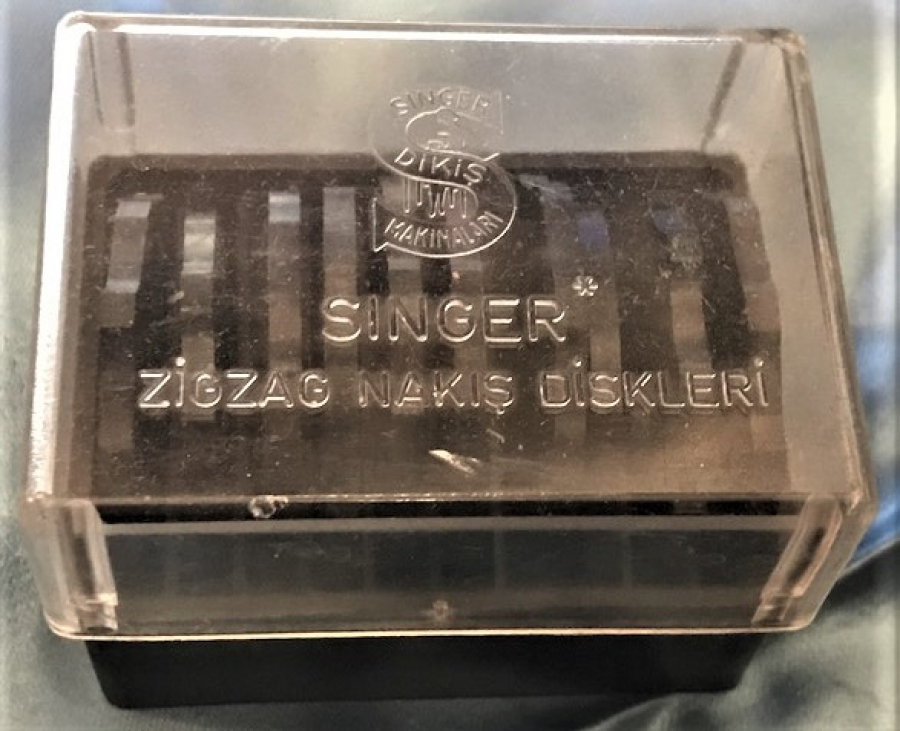 SINGER
DİKİŞ
MAKİNALARI
SINGER*
ZİGZAG NAKIŞ DİSKLERİ